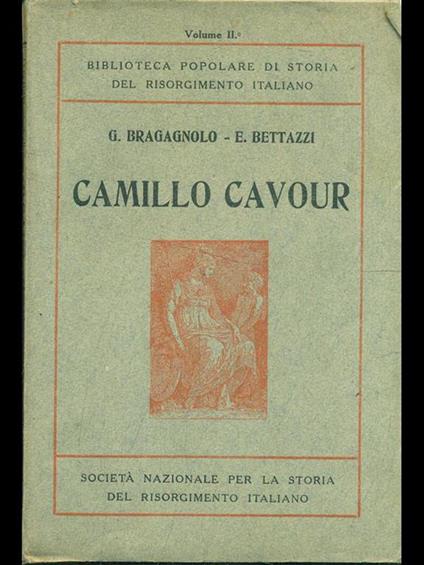 Volume II.º
BIBLIOTECA POPOLARE DI STORIA
DEL RISORGIMENTO ITALIANO
G. BRAGAGNOLO - E. BETTAZZI
CAMILLO CAVOUR
SOCIETÀ NAZIONALE PER LA STORIA
DEL RISORGIMENTO ITALIANO